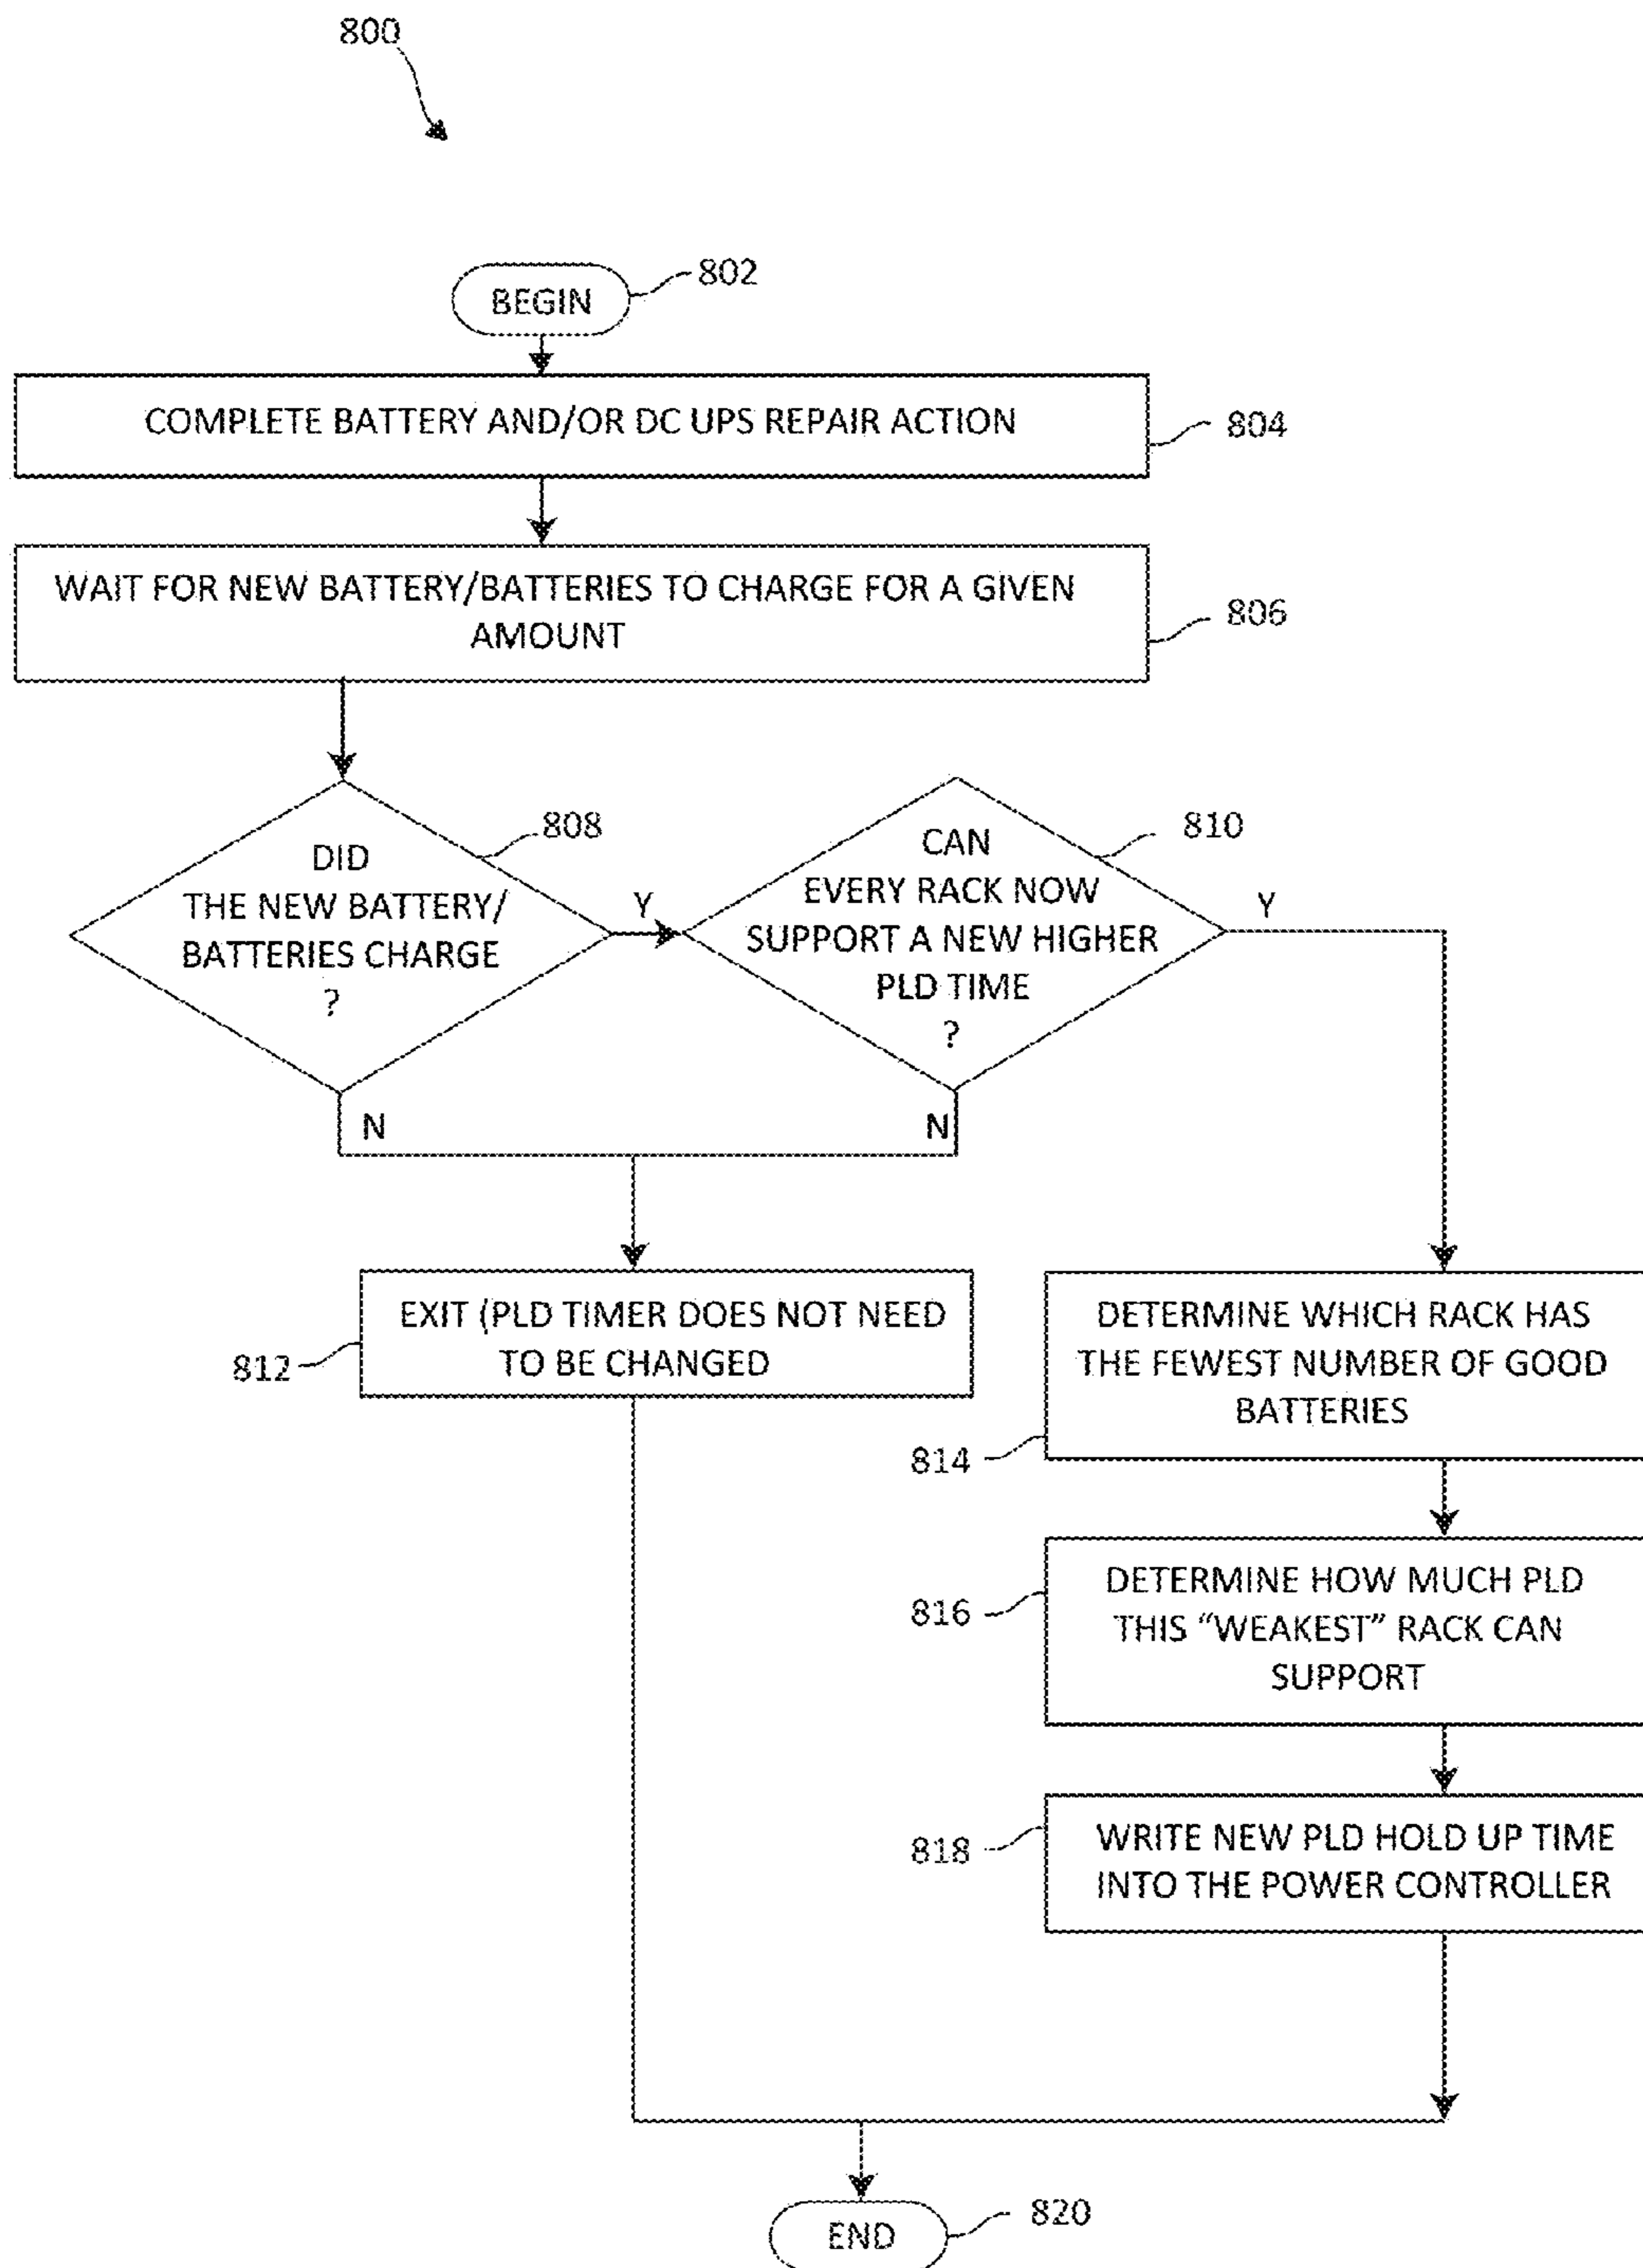 800
BEGIN
802
COMPLETE BATTERY AND/OR DC UPS REPAIR ACTION
804
WAIT FOR NEW BATTERY/BATTERIES TO CHARGE FOR A GIVEN
AMOUNT
806
DID
THE NEW BATTERY/
BATTERIES CHARGE
?
808
Y
N
CAN
EVERY RACK NOW
SUPPORT A NEW HIGHER
PLD TIME
?
810
Y
N
EXIT (PLD TIMER DOES NOT NEED
TO BE CHANGED
812
DETERMINE WHICH RACK HAS
THE FEWEST NUMBER OF GOOD
BATTERIES
814
DETERMINE HOW MUCH PLD
THIS “WEAKEST” RACK CAN
SUPPORT
816
WRITE NEW PLD HOLD UP TIME
INTO THE POWER CONTROLLER
818
END
820